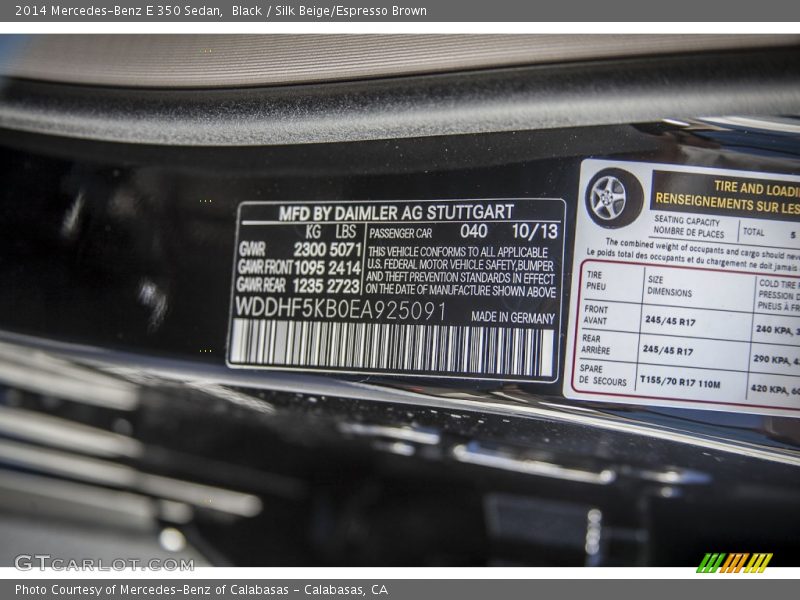 2014 Mercedes-Benz E 350 Sedan, Black / Silk Beige/Espresso Brown
MFD BY DAIMLER AG STUTTGART
KG LBS PASSENGER CAR 040 10/13
GVWR 2300 5071
GAWR FRONT 1095 2414
GAWR REAR 1235 2723
THIS VEHICLE CONFORMS TO ALL APPLICABLE
U.S. FEDERAL MOTOR VEHICLE SAFETY, BUMPER
AND THEFT PREVENTION STANDARDS IN EFFECT
ON THE DATE OF MANUFACTURE SHOWN ABOVE
WDDHF5KB0EA925091 MADE IN GERMANY
TIRE AND LOADI
RENSEIGNEMENTS SUR LES
SEATING CAPACITY
NOMBRE DE PLACES
TOTAL 5
The combined weight of occupants and cargo should neve
Le poids total des occupants et du chargement ne doit jamais
TIRE
PNEU
SIZE
DIMENSIONS
COLD TIRE
PRESSION D
PNEUS À FR
FRONT
AVANT
245/45 R17
240 KPA, 3
REAR
ARRIÈRE
245/45 R17
290 KPA, 4
SPARE
DE SECOURS
T155/70 R17 110M
420 KPA, 60
GTCARLOT.COM
Photo Courtesy of Mercedes-Benz of Calabasas - Calabasas, CA